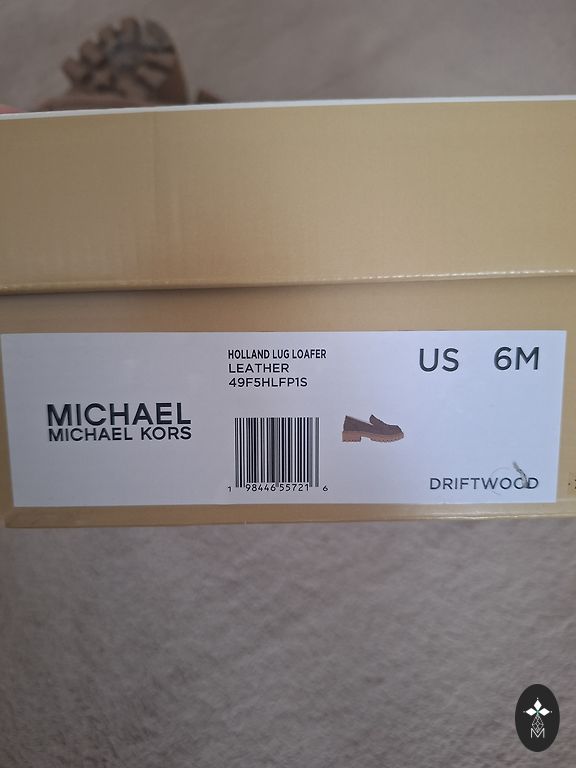 HOLLAND LUG LOAFER
LEATHER
49F5HLFP1S
US 6M
MICHAEL
MICHAEL KORS
1 98446 55721 6
DRIFTWOOD
M